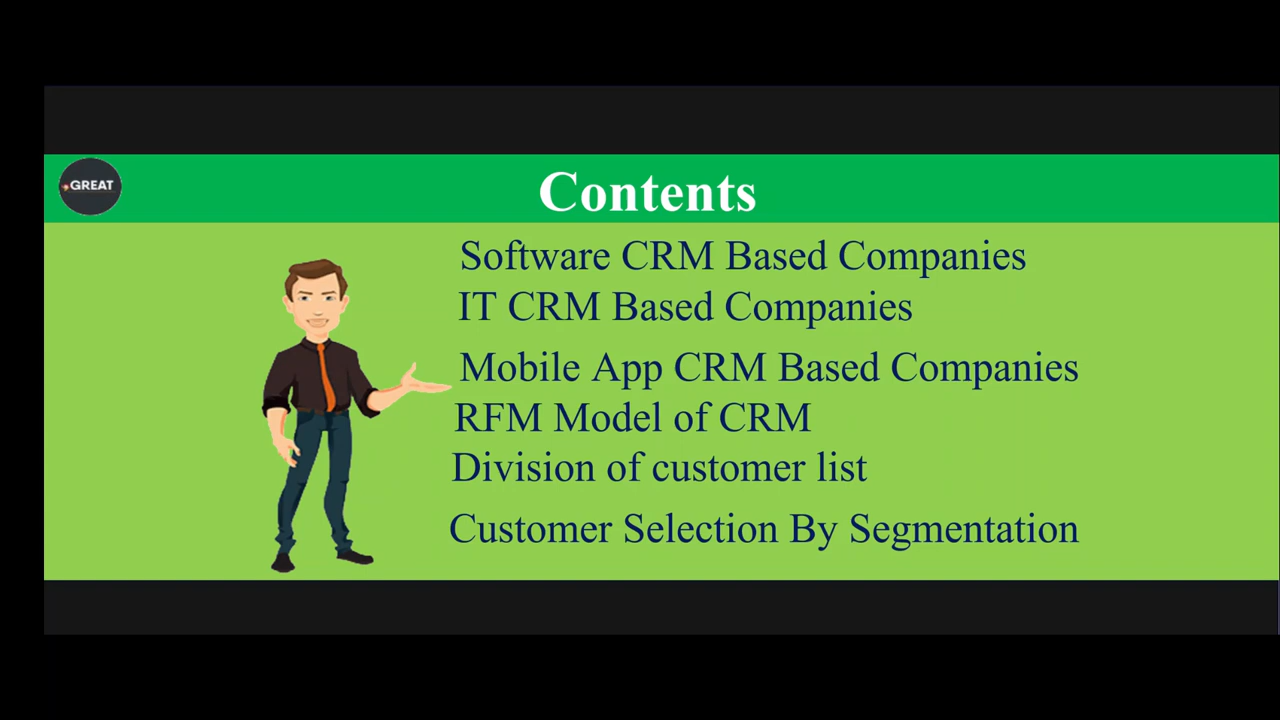 GREAT
Contents
Software CRM Based Companies
IT CRM Based Companies
Mobile App CRM Based Companies
RFM Model of CRM
Division of customer list
Customer Selection By Segmentation